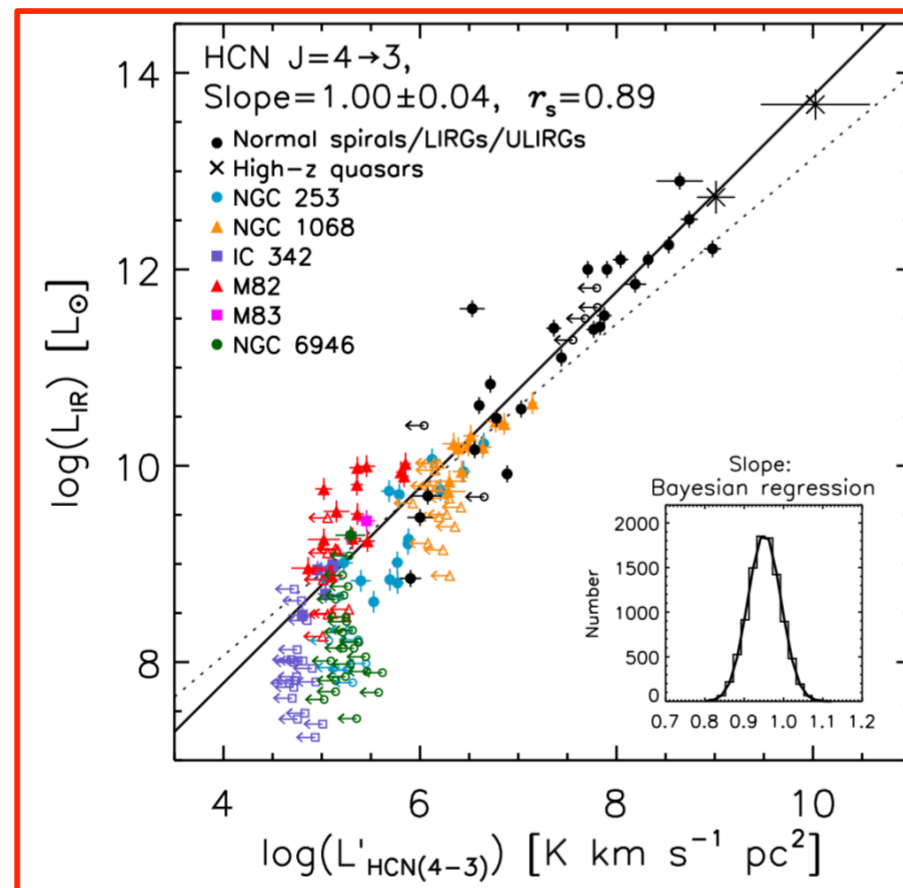 HCN J=4→3,
Slope=1.00±0.04, rₛ=0.89
Normal spirals/LIRGs/ULIRGs
High-z quasars
NGC 253
NGC 1068
IC 342
M82
M83
NGC 6946
14
12
10
8
log(L_IR) [L_⊙]
Slope:
Bayesian regression
2000
1500
1000
500
0
Number
0.7 0.8 0.9 1.0 1.1 1.2
4 6 8 10
log(L'_HCN(4−3)) [K km s⁻¹ pc²]